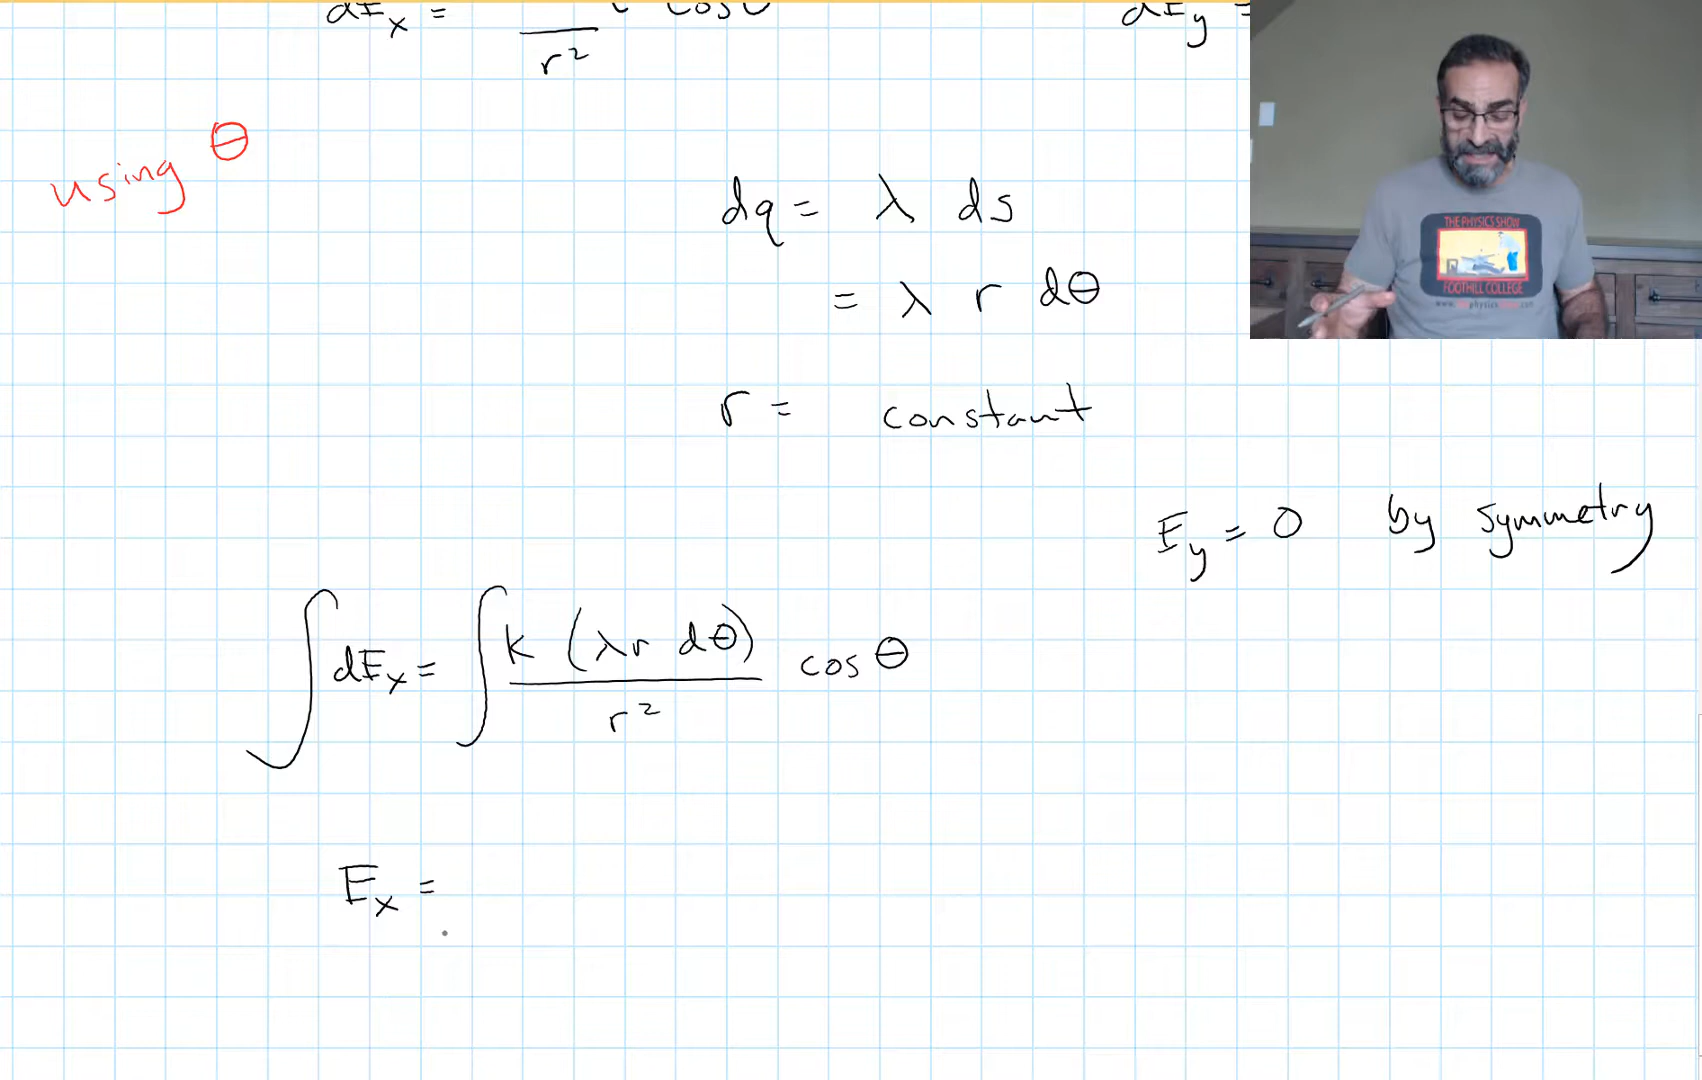 dE_x = r² cosθ
dE_y =
using θ
dq = λ ds
= λ r dθ
r = constant
E_y = 0 by symmetry
∫dE_x = ∫ k (λr dθ) / r² cos θ
E_x =
THE PHYSICS SHOW
FOOTHILL COLLEGE